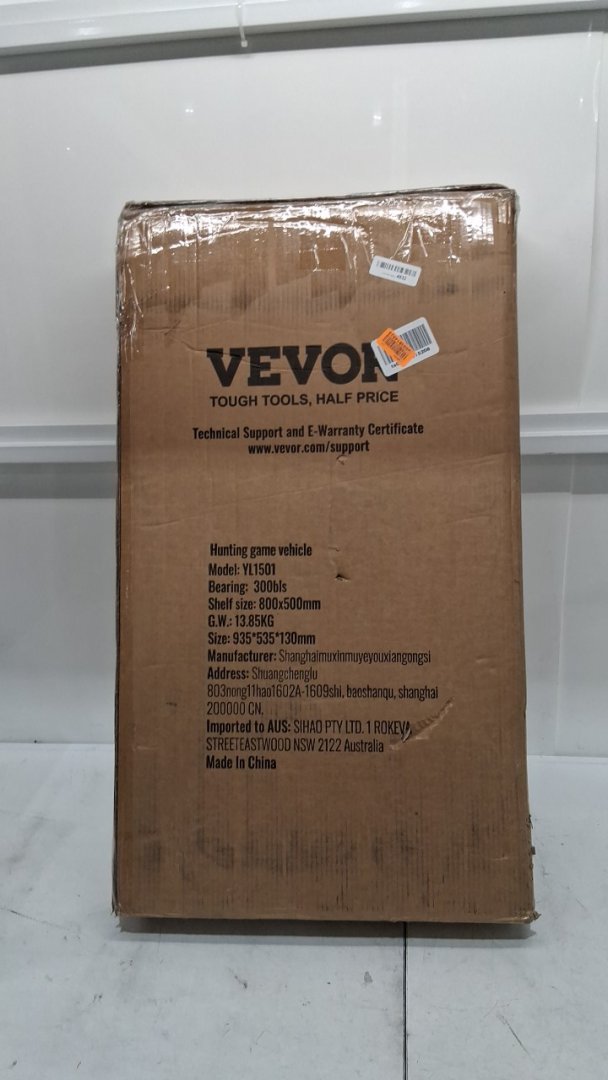 VEVOR
TOUGH TOOLS, HALF PRICE
Technical Support and E-Warranty Certificate
www.vevor.com/support
Hunting game vehicle
Model: YL1501
Bearing: 300bls
Shelf size: 800x500mm
G.W.: 13.85KG
Size: 935*535*130mm
Manufacturer: Shanghaimuxinmuyeyouxiangongsi
Address: Shuangchenglu
803nong11hao1602A-1609shi, baoshanqu, shanghai
200000 CN.
Imported to AUS: SIHAO PTY LTD. 1 ROKEVA
STREETEASTWOOD NSW 2122 Australia
Made In China